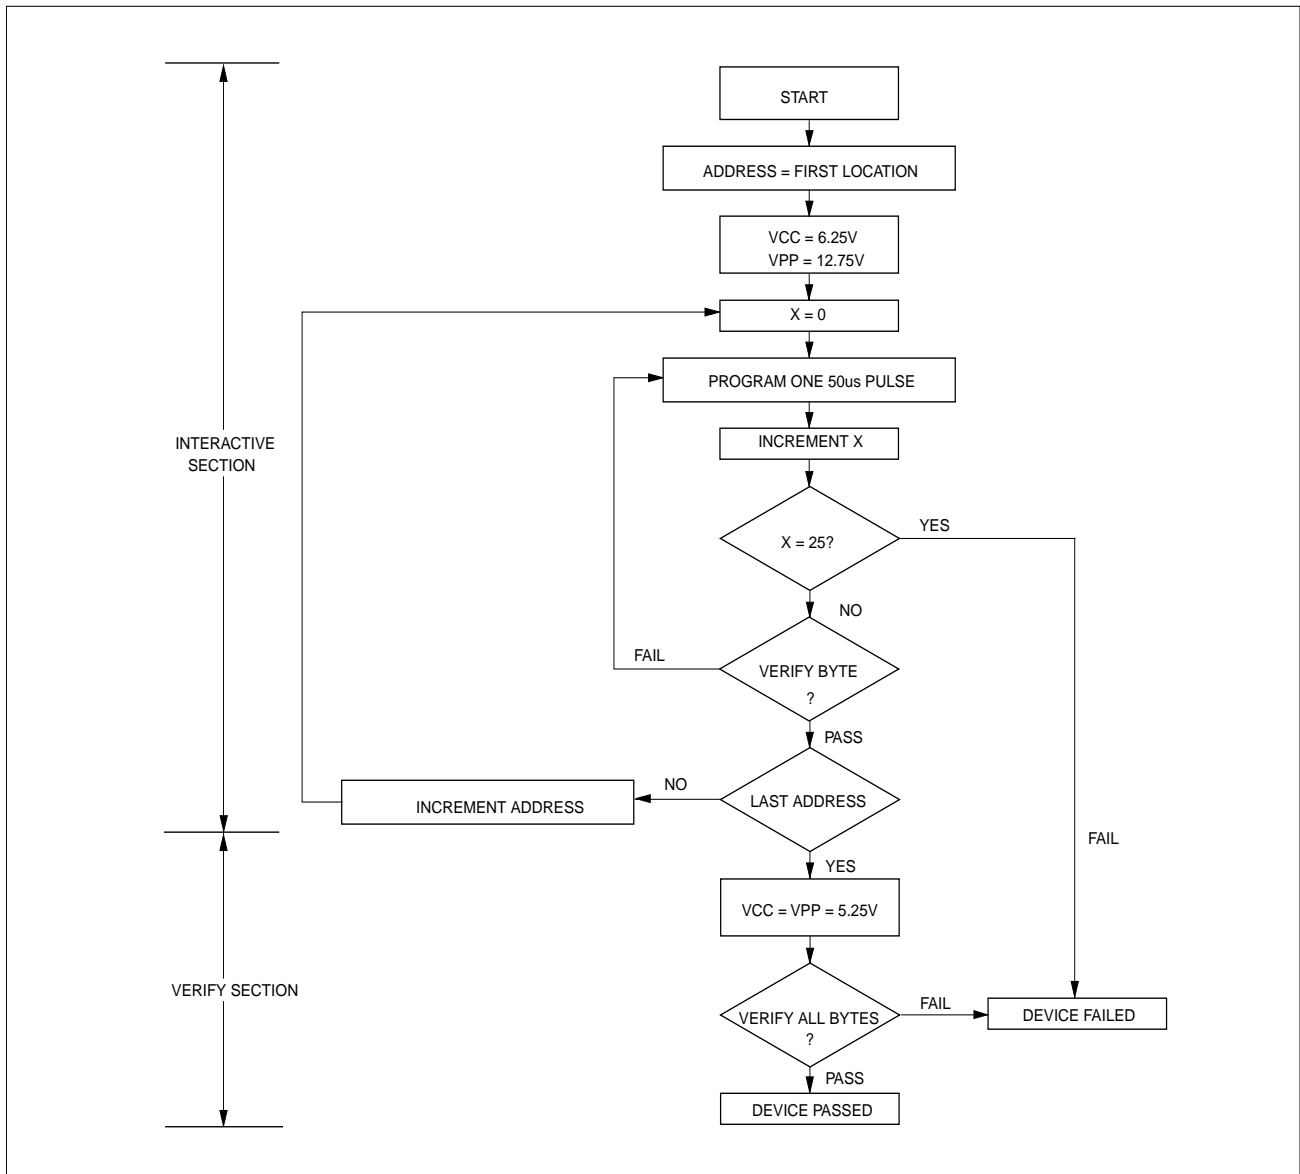 START
ADDRESS = FIRST LOCATION
VCC = 6.25V
VPP = 12.75V
X = 0
PROGRAM ONE 50us PULSE
INCREMENT X
INTERACTIVE
SECTION
X = 25?
YES
NO
FAIL
VERIFY BYTE
?
PASS
NO
LAST ADDRESS
INCREMENT ADDRESS
FAIL
YES
VCC = VPP = 5.25V
VERIFY SECTION
VERIFY ALL BYTES
?
FAIL
DEVICE FAILED
PASS
DEVICE PASSED